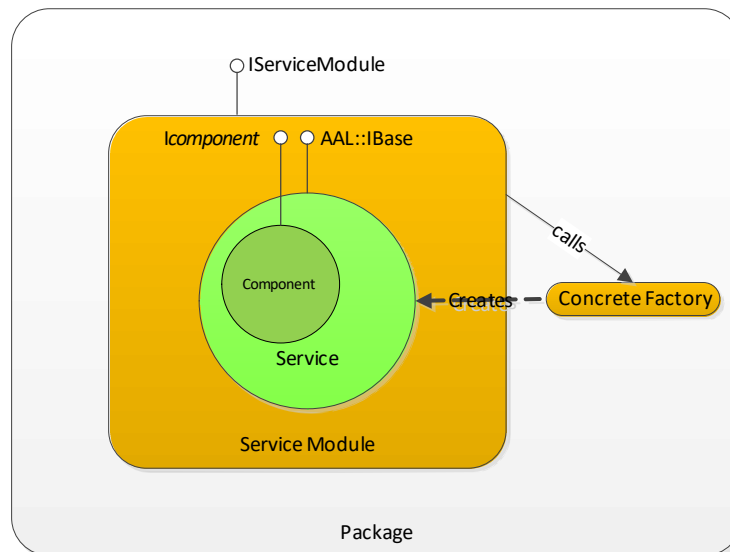 IServiceModule
Icomponent AAL::IBase
calls
Component
Creates
Concrete Factory
Service
Service Module
Package